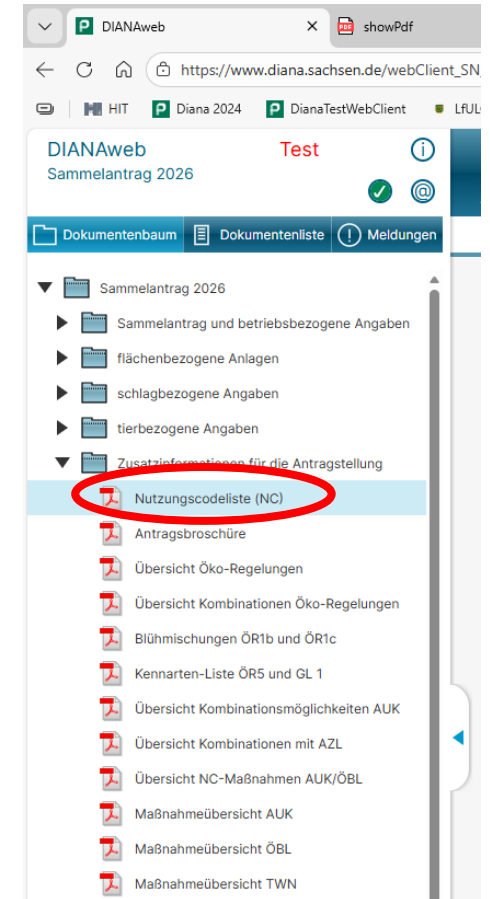 DIANAweb
showPdf
https://www.diana.sachsen.de/webClient_SN
HIT
Diana 2024
DianaTestWebClient
DIANAweb
Test
Sammelantrag 2026
Dokumentenbaum
Dokumentenliste
Meldungen
Sammelantrag 2026
Sammelantrag und betriebsbezogene Angaben
flächenbezogene Anlagen
schlagbezogene Angaben
tierbezogene Angaben
Zusatzinformationen für die Antragstellung
Nutzungscodeliste (NC)
Antragsbroschüre
Übersicht Öko-Regelungen
Übersicht Kombinationen Öko-Regelungen
Blühmischungen ÖR1b und ÖR1c
Kennarten-Liste ÖR5 und GL 1
Übersicht Kombinationsmöglichkeiten AUK
Übersicht Kombinationen mit AZL
Übersicht NC-Maßnahmen AUK/ÖBL
Maßnahmeübersicht AUK
Maßnahmeübersicht ÖBL
Maßnahmeübersicht TWN